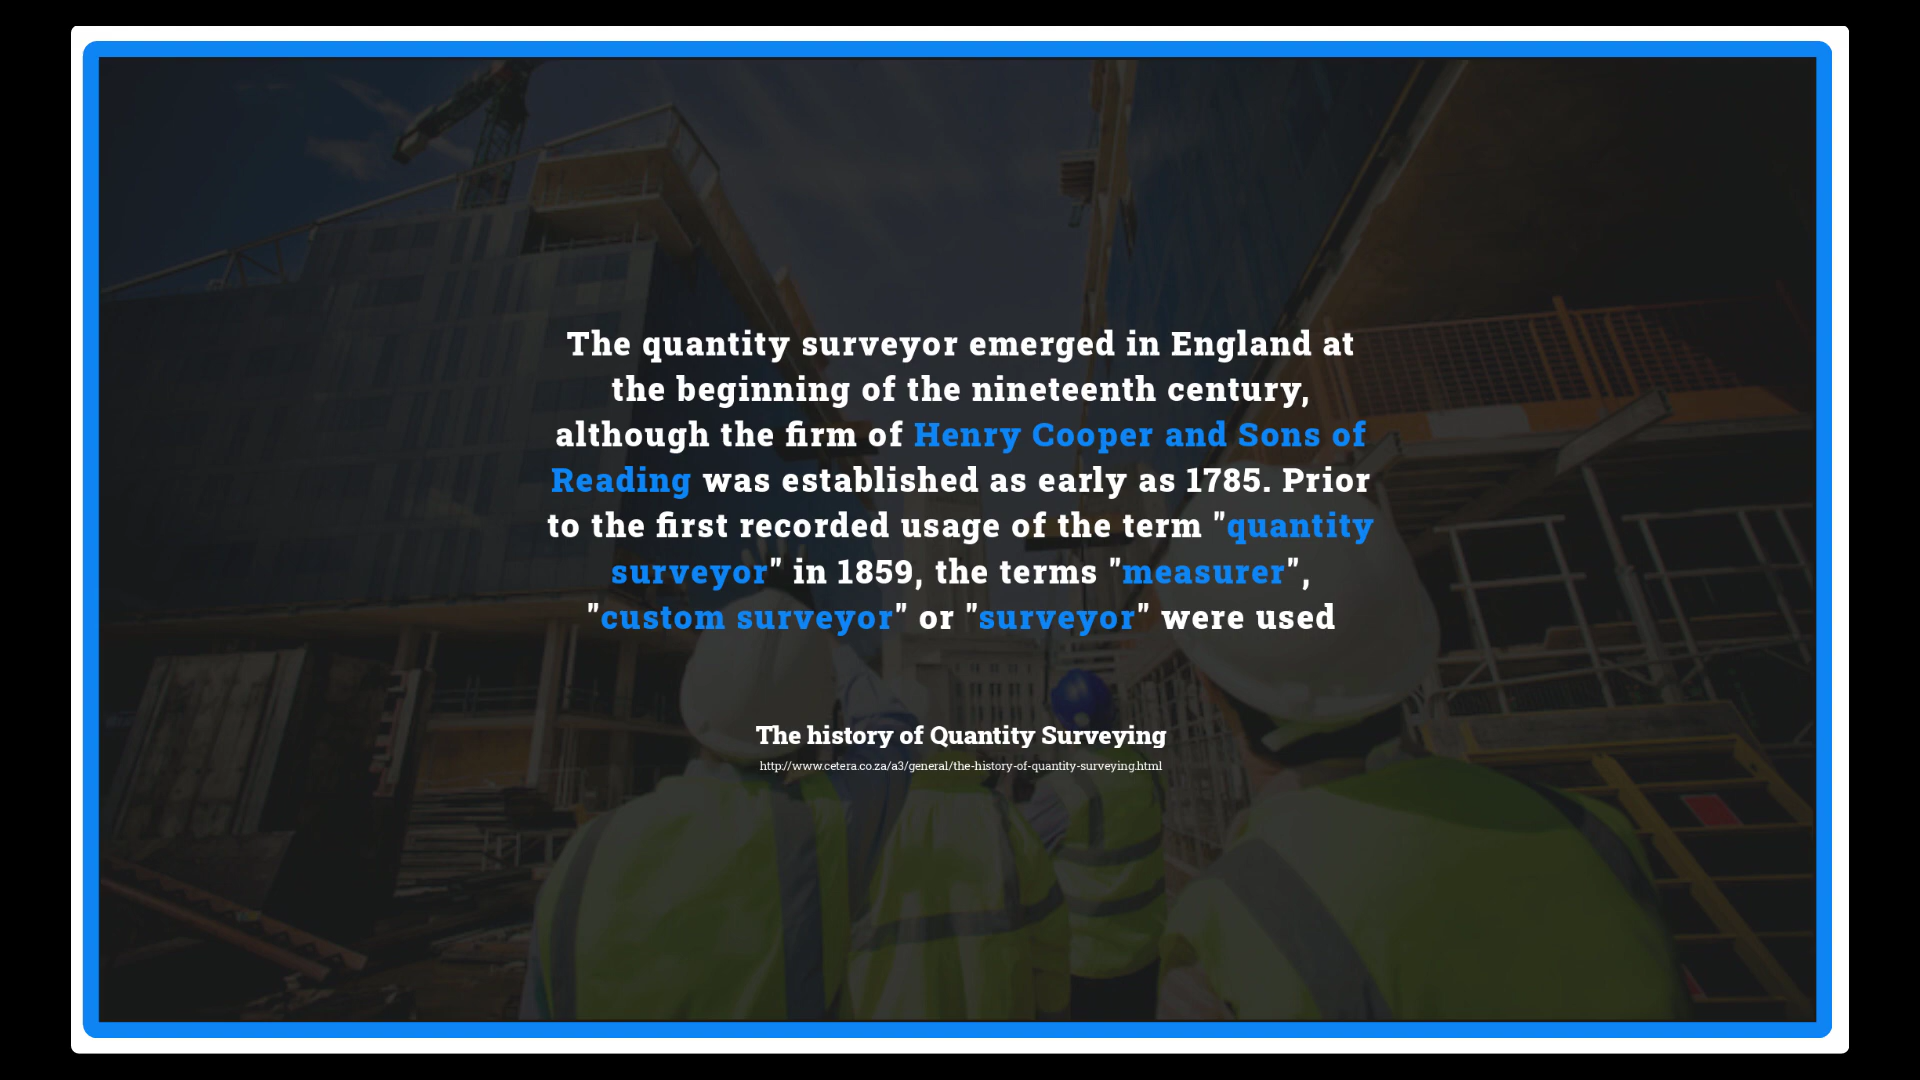 The quantity surveyor emerged in England at
the beginning of the nineteenth century,
although the firm of Henry Cooper and Sons of
Reading was established as early as 1785. Prior
to the first recorded usage of the term "quantity
surveyor" in 1859, the terms "measurer",
"custom surveyor" or "surveyor" were used
The history of Quantity Surveying
http://www.cetera.co.za/a3/general/the-history-of-quantity-surveying.html